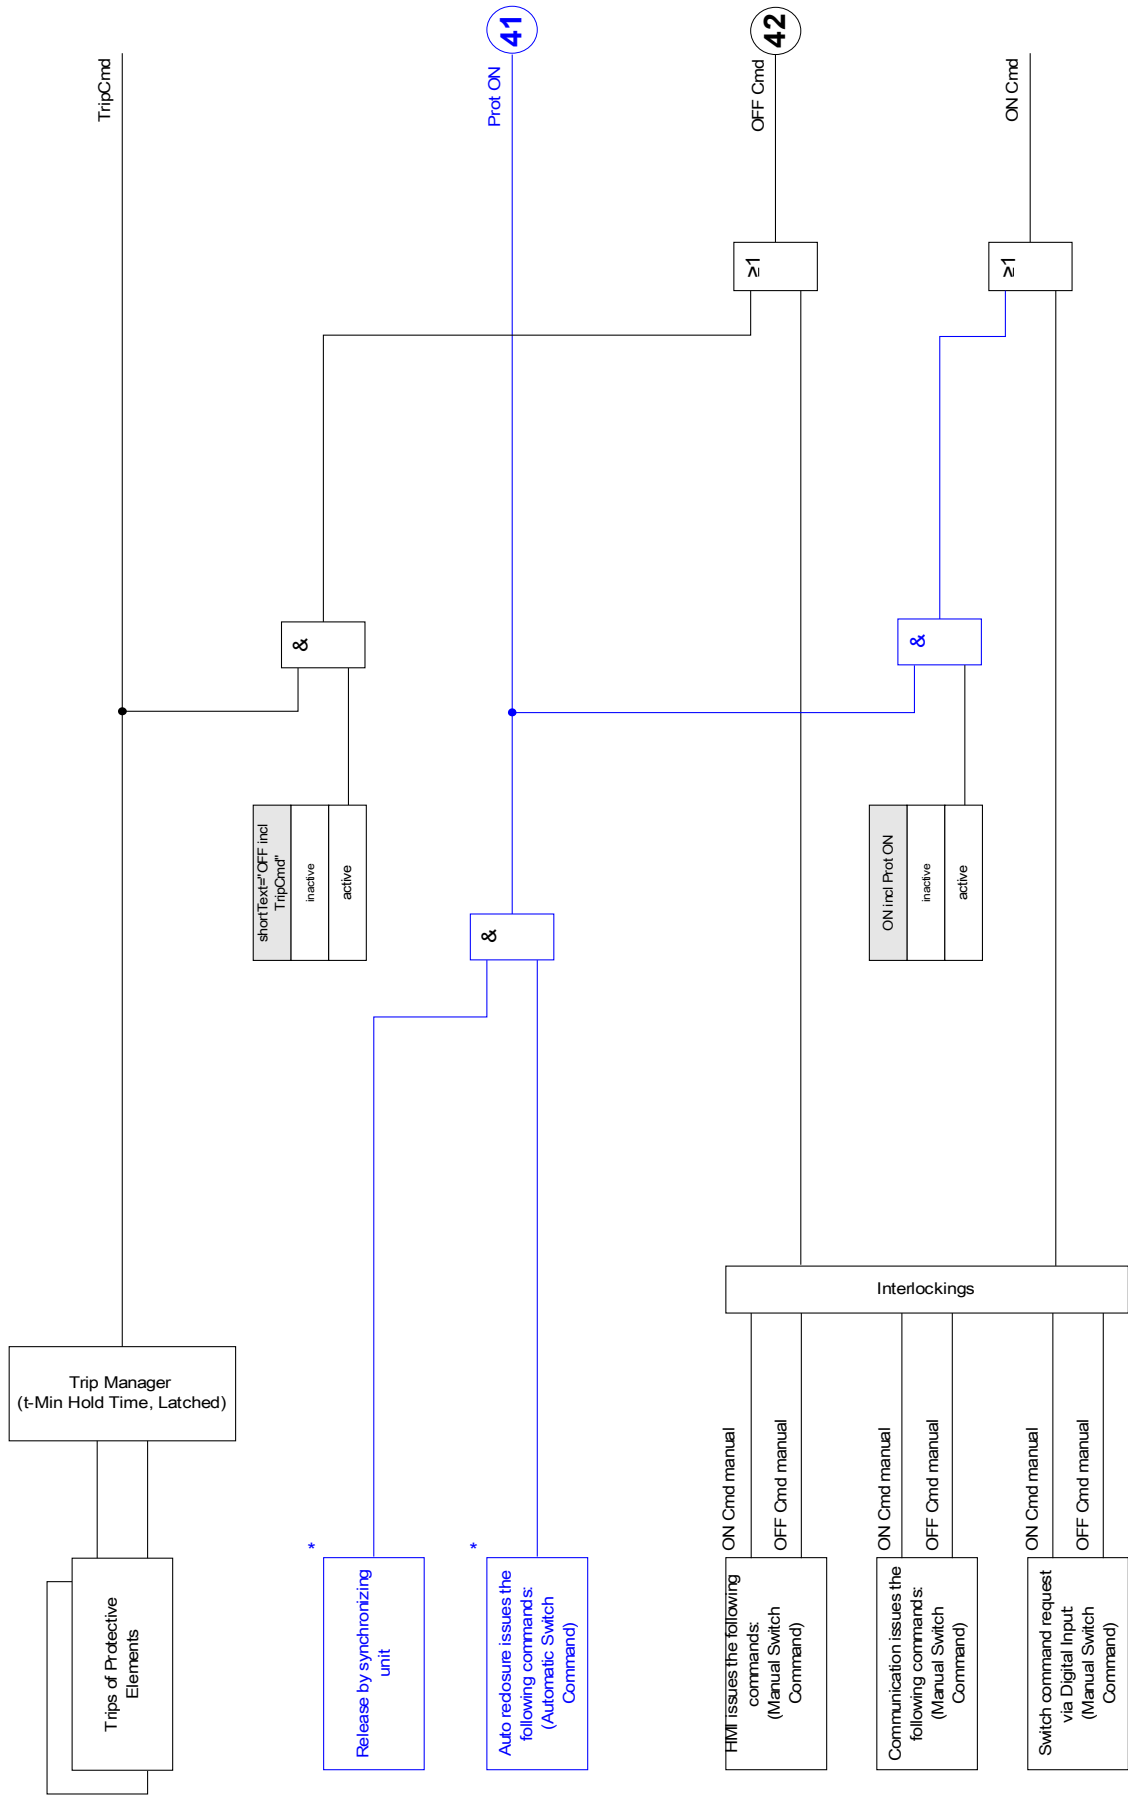 TripCmd
Prot ON
41
OFF Cmd
42
ON Cmd
≥1
≥1
&
&
&
shortText="OFF incl
TripCmd"
inactive
active
ON incl Prot ON
inactive
active
Trip Manager
(t-Min Hold Time, Latched)
Interlockings
Trips of Protective
Elements
*
Release by synchronizing
unit
*
Auto reclosure issues the
following commands:
(Automatic Switch
Command)
ON Cmd manual
OFF Cmd manual
HMI issues the following
commands:
(Manual Switch
Command)
ON Cmd manual
OFF Cmd manual
Communication issues the
following commands:
(Manual Switch
Command)
ON Cmd manual
OFF Cmd manual
Switch command request
via Digital Input:
(Manual Switch
Command)